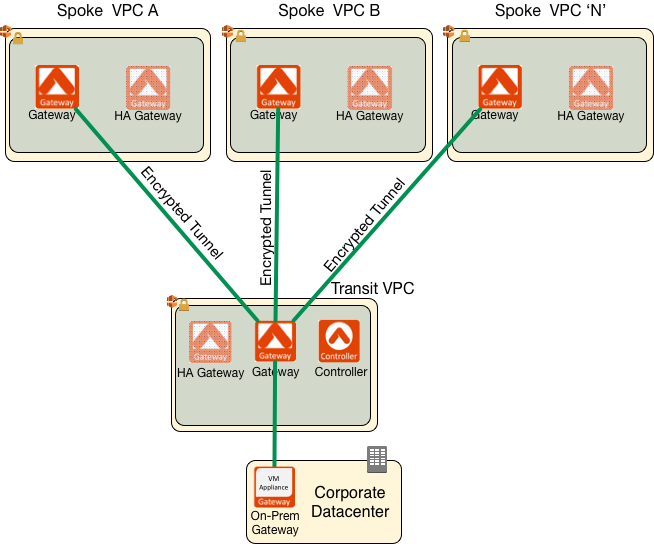 Spoke VPC A
Spoke VPC B
Spoke VPC ‘N’
Gateway
Gateway
Gateway
HA Gateway
Gateway
Gateway
Gateway
HA Gateway
Gateway
Gateway
Gateway
HA Gateway
Encrypted Tunnel
Encrypted Tunnel
Encrypted Tunnel
Transit VPC
Gateway
HA Gateway
Gateway
Gateway
Controller
Controller
VM
Appliance
Gateway
On-Prem
Gateway
Corporate
Datacenter